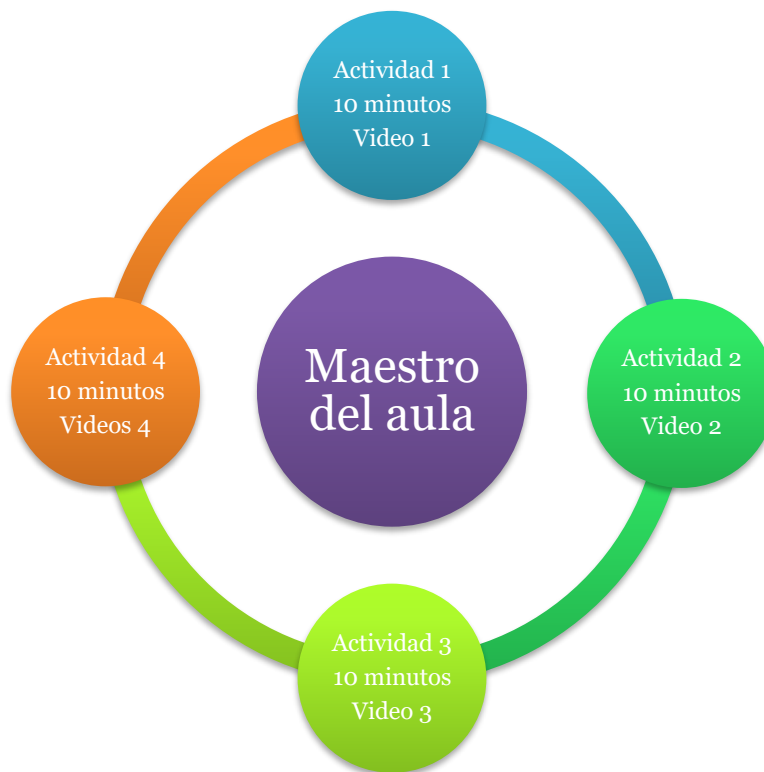 Actividad 1
10 minutos
Video 1
Actividad 4
10 minutos
Videos 4
Maestro
del aula
Actividad 2
10 minutos
Video 2
Actividad 3
10 minutos
Video 3